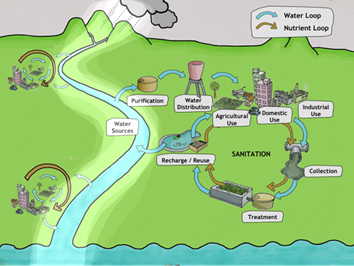 Water Loop
Nutrient Loop
Purification
Water
Distribution
Agricultural
Use
Domestic
Use
Industrial
Use
Water
Sources
Recharge / Reuse
SANITATION
Collection
Treatment